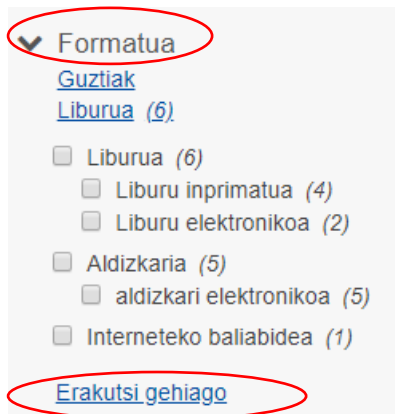 Formatua
Guztiak
Liburua (6)
Liburua (6)
Liburu inprimatua (4)
Liburu elektronikoa (2)
Aldizkaria (5)
aldizkari elektronikoa (5)
Interneteko baliabidea (1)
Erakutsi gehiago